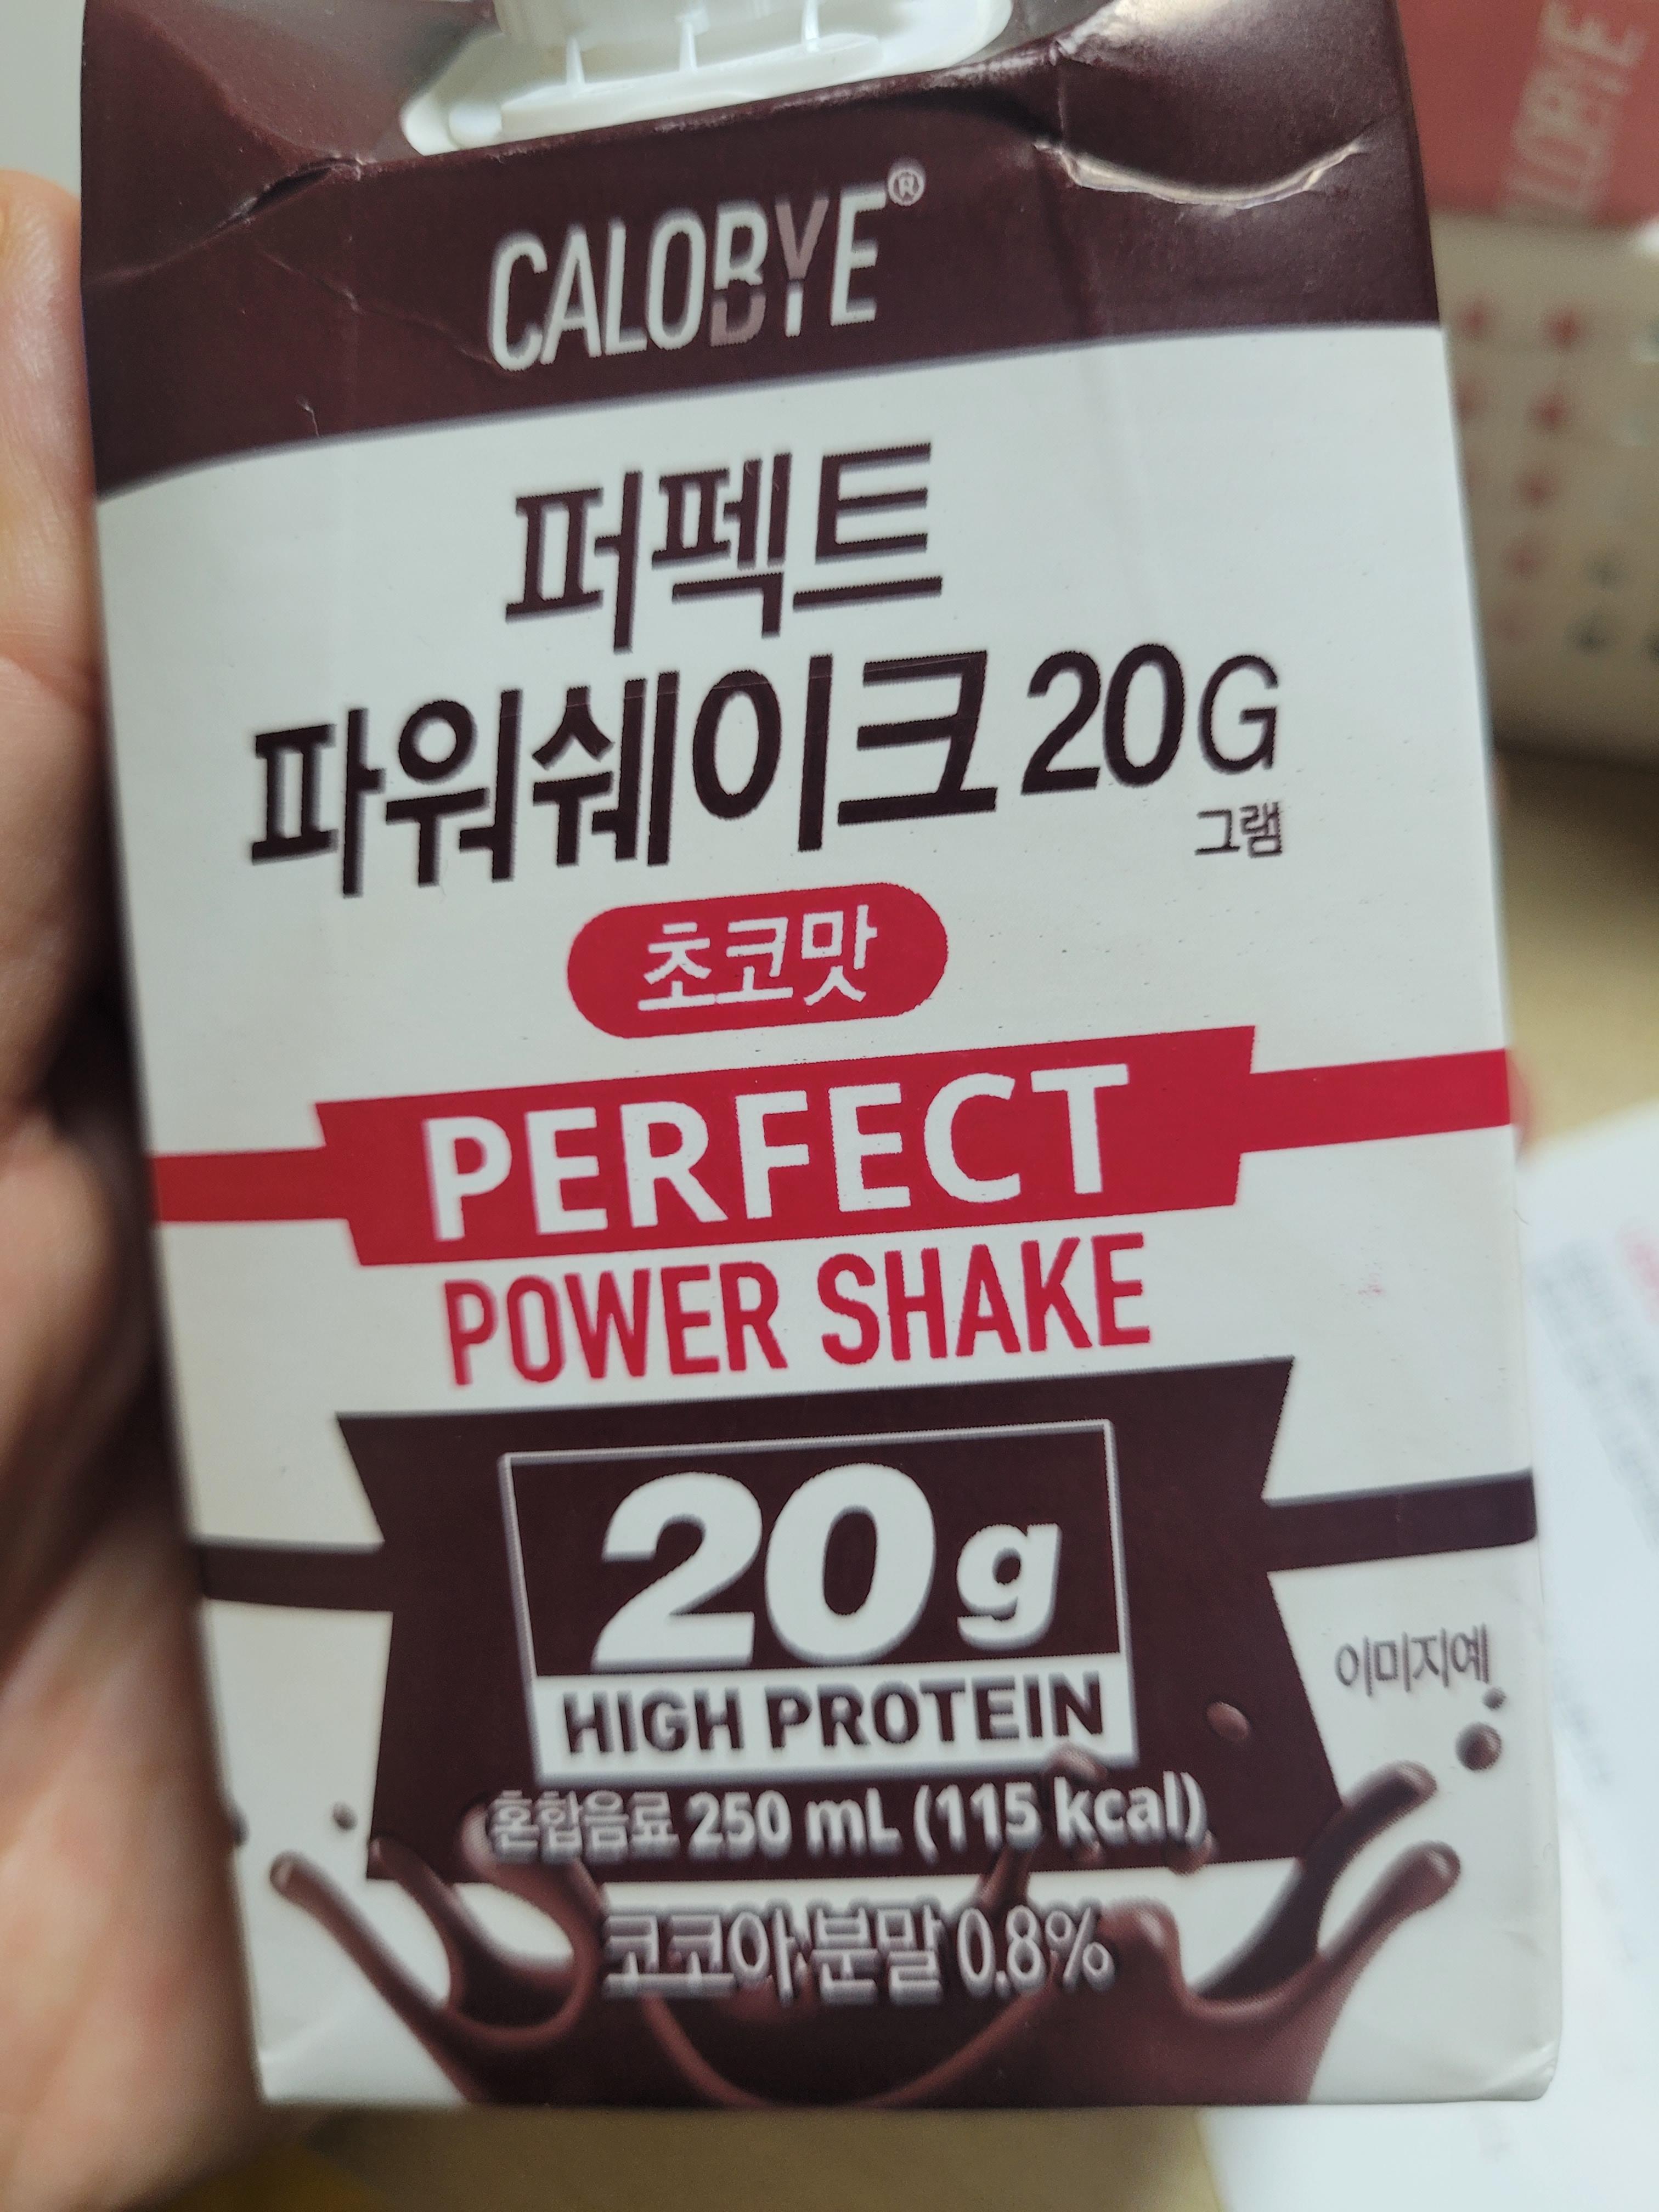 CALOBYE®
퍼펙트
파워쉐이크 20G
그램
초코맛
PERFECT
POWER SHAKE
20g
HIGH PROTEIN
이미지예
혼합음료 250 mL (115 kcal)
코코아분말 0.8%